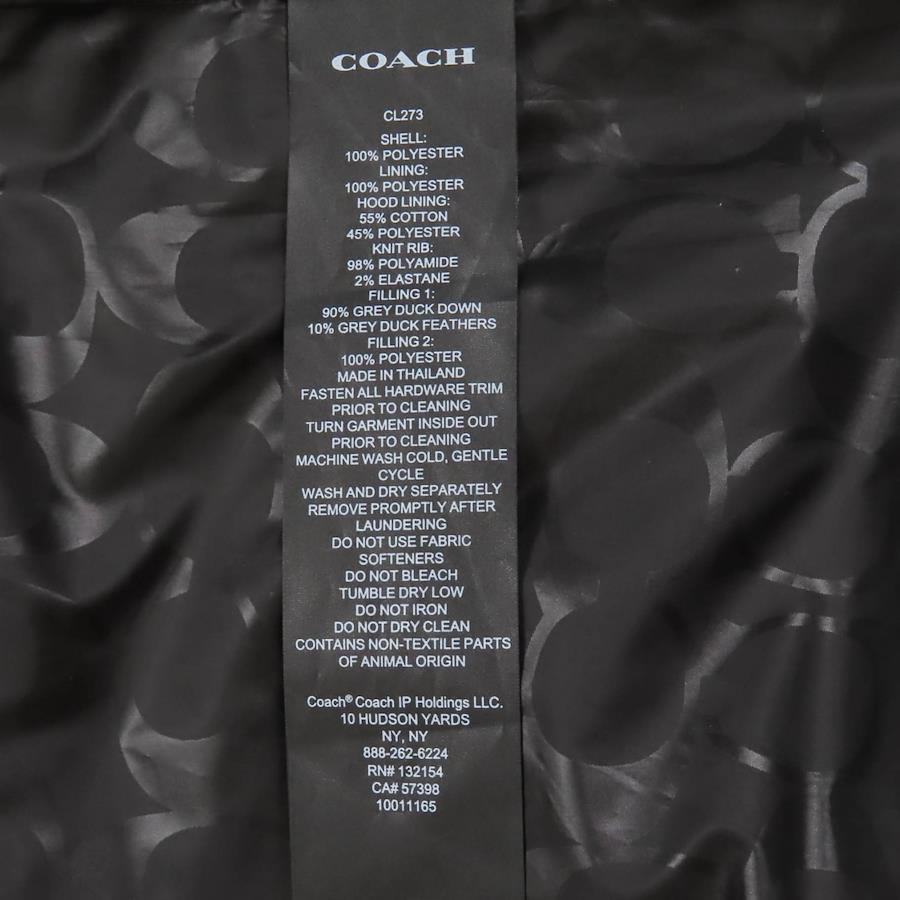 COACH
CL273
SHELL:
100% POLYESTER
LINING:
100% POLYESTER
HOOD LINING:
55% COTTON
45% POLYESTER
KNIT RIB:
98% POLYAMIDE
2% ELASTANE
FILLING 1:
90% GREY DUCK DOWN
10% GREY DUCK FEATHERS
FILLING 2:
100% POLYESTER
MADE IN THAILAND
FASTEN ALL HARDWARE TRIM
PRIOR TO CLEANING
TURN GARMENT INSIDE OUT
PRIOR TO CLEANING
MACHINE WASH COLD, GENTLE
CYCLE
WASH AND DRY SEPARATELY
REMOVE PROMPTLY AFTER
LAUNDERING
DO NOT USE FABRIC
SOFTENERS
DO NOT BLEACH
TUMBLE DRY LOW
DO NOT IRON
DO NOT DRY CLEAN
CONTAINS NON-TEXTILE PARTS
OF ANIMAL ORIGIN
Coach® Coach IP Holdings LLC.
10 HUDSON YARDS
NY, NY
888-262-6224
RN# 132154
CA# 57398
10011165